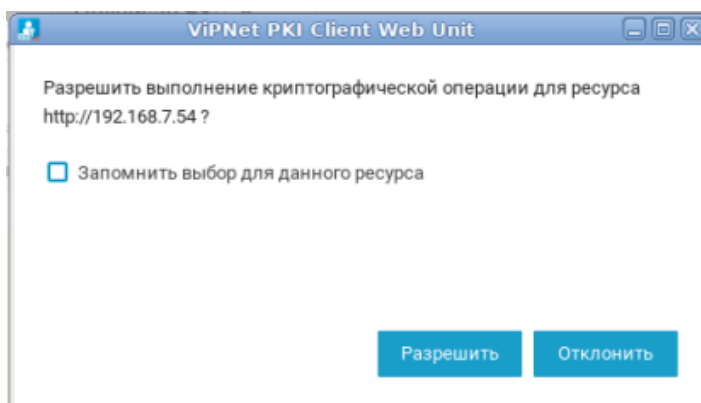 ViPNet PKI Client Web Unit
Разрешить выполнение криптографической операции для ресурса
http://192.168.7.54 ?
Запомнить выбор для данного ресурса
Разрешить Отклонить